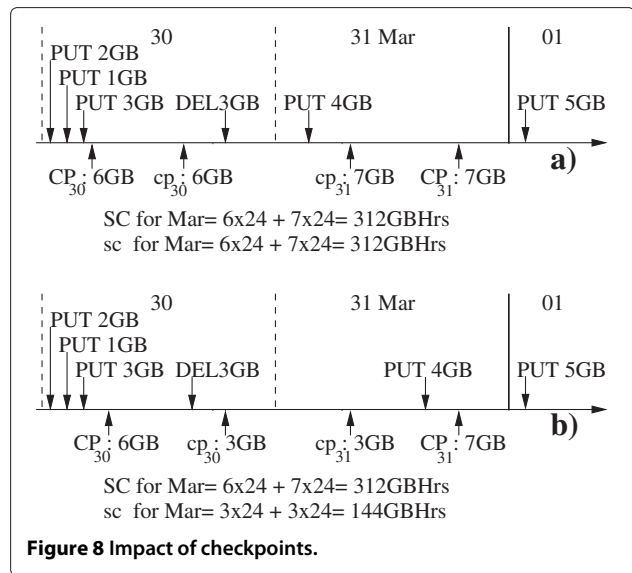 30 31 Mar 01
PUT 2GB
PUT 1GB
PUT 3GB DEL3GB PUT 4GB PUT 5GB
a)
CP30: 6GB cp30: 6GB cp31: 7GB CP31: 7GB
SC for Mar= 6x24 + 7x24= 312GBHrs
sc for Mar= 6x24 + 7x24= 312GBHrs
30 31 Mar 01
PUT 2GB
PUT 1GB
PUT 3GB DEL3GB PUT 4GB PUT 5GB
b)
CP30: 6GB cp30: 3GB cp31: 3GB CP31: 7GB
SC for Mar= 6x24 + 7x24= 312GBHrs
sc for Mar= 3x24 + 3x24= 144GBHrs
Figure 8 Impact of checkpoints.